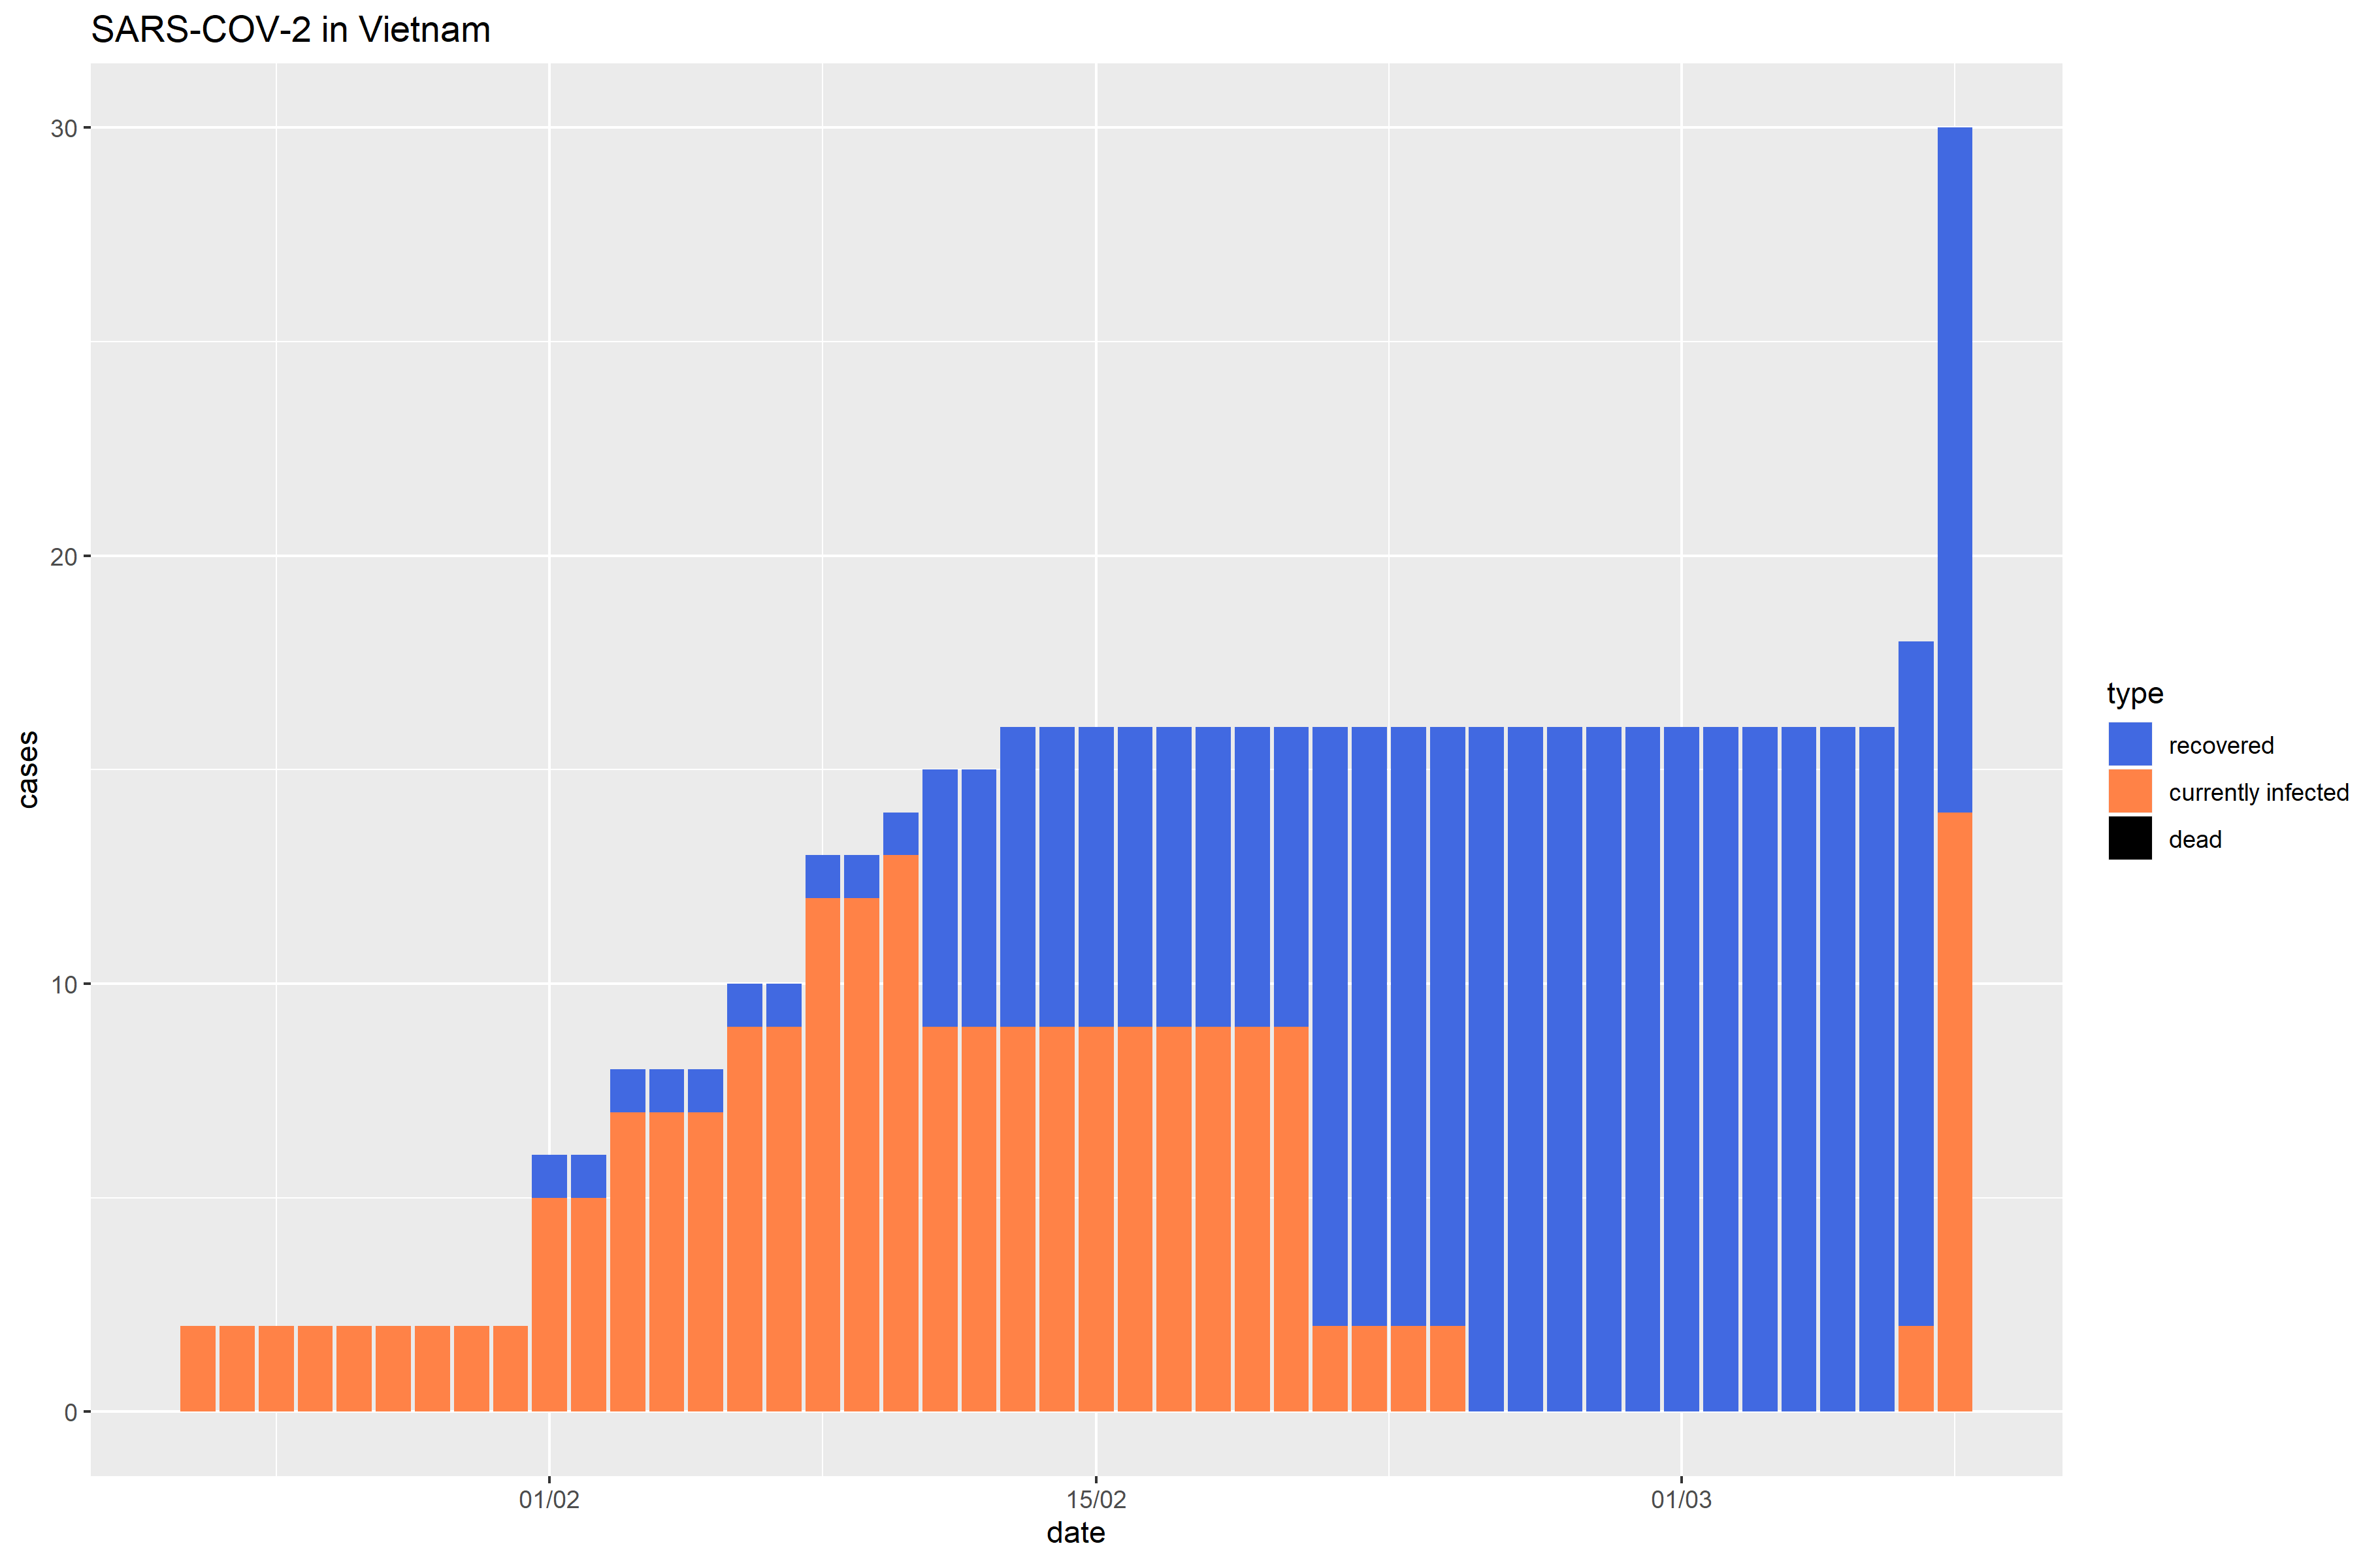 SARS-COV-2 in Vietnam
30
20
10
0
cases
01/02
15/02
01/03
date
type
recovered
currently infected
dead